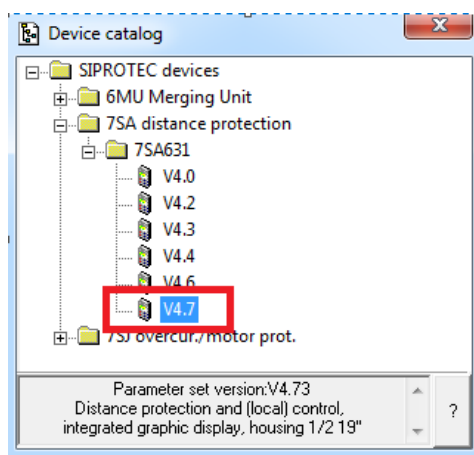 Device catalog
SIPROTEC devices
6MU Merging Unit
7SA distance protection
7SA631
V4.0
V4.2
V4.3
V4.4
V4.6
V4.7
7SJ overcur./motor prot.
Parameter set version:V4.73
Distance protection and (local) control,
integrated graphic display, housing 1/2 19"
?